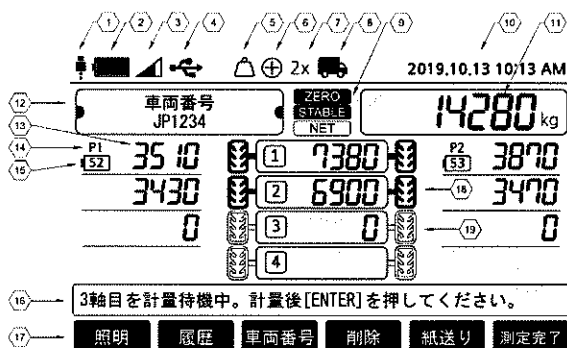 1 2 3 4 5 6 7 8 9 10 11
2x 2019.10.13 10:13 AM
12 車両番号 ZERO 14280 kg
JP1234 STABLE
NET
13
14 P1 3510 1 7380 P2 3870
15 52 53
3430 2 6900 3470 18
0 3 0 0 19
4
16 3軸目を計量待機中。計量後[ENTER]を押してください。
17 照明 履歴 車両番号 削除 紙送り 測定完了